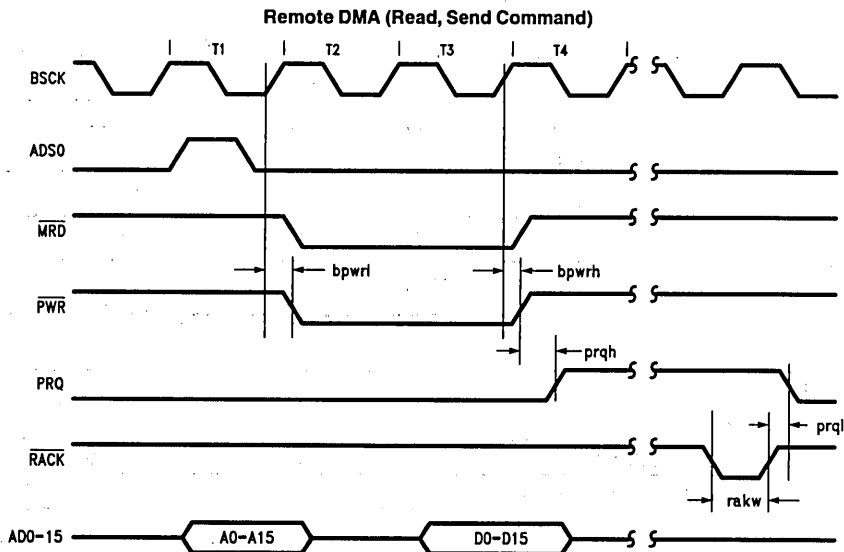 Remote DMA (Read, Send Command)
T1 T2 T3 T4
BSCK
ADS0
MRD
bpwrl bpwrh
PWR
prqh
PRQ
prql
RACK
rakw
AD0-15 A0-A15 D0-D15